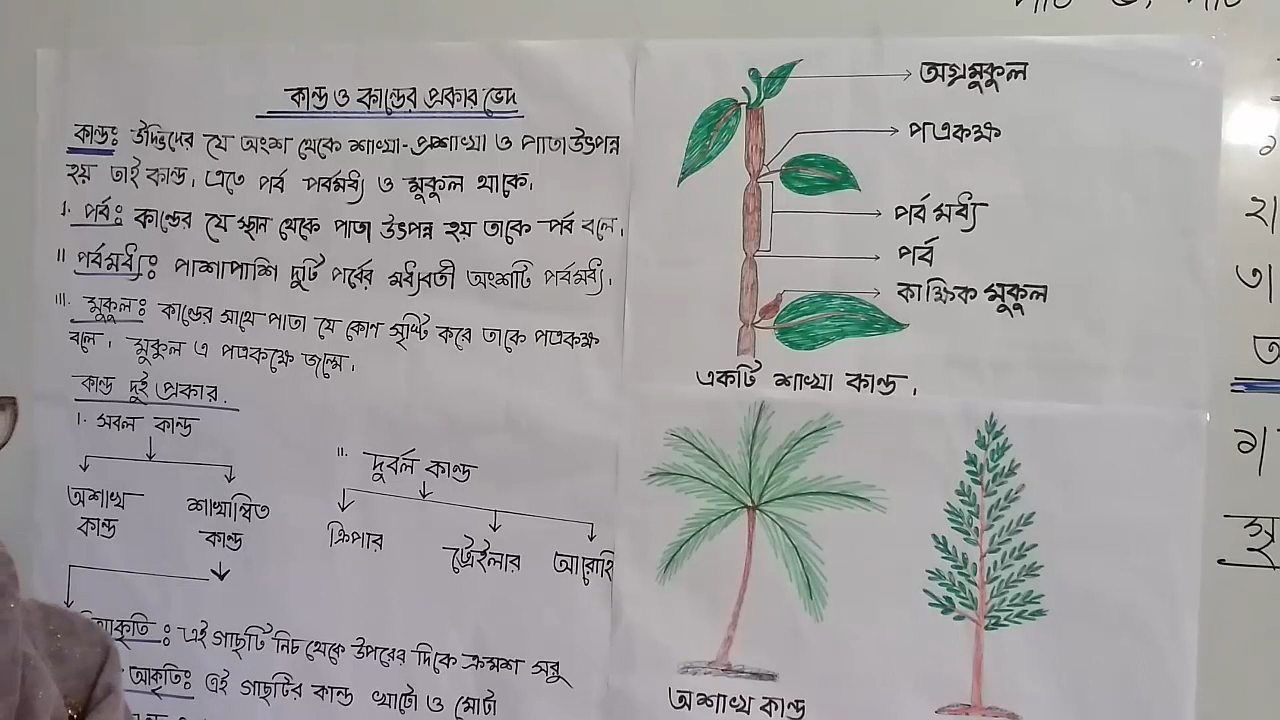 কান্ড ও কান্ডের প্রকার ভেদ
কান্ডঃ উদ্ভিদের যে অংশ থেকে শাখা-প্রশাখা ও পাতা উৎপন্ন
হয় তাই কান্ড, এতে পর্ব পর্বমধ্য ও মুকুল থাকে.
I. পর্বঃ কান্ডের যে স্থান থেকে পাতা উৎপন্ন হয় তাকে পর্ব বলে,
II পর্বমধ্যঃ পাশাপাশি দুটি পর্বের মধ্যবর্তী অংশটি পর্বমধ্য,
III. মুকুলঃ কান্ডের সাথে পাতা যে কোণ সৃষ্টি করে তাকে পত্রকক্ষ
বলে, মুকুল এ পত্রকক্ষে জন্মে,
কান্ড দুই প্রকার.
I. সবল কান্ড
II. দুর্বল কান্ড
অশাখ কান্ড
শাখান্বিত কান্ড
ক্রিপার
ট্রেইলার
আরোহি
আকৃতি ঃ এই গাছটি নিচ থেকে উপরের দিকে ক্রমশ সরু
আকৃতিঃ এই গাছটির কান্ড খাটো ও মোটা
অগ্রমুকুল
পত্রকক্ষ
পর্ব মধ্য
পর্ব
কাক্ষিক মুকুল
একটি শাখা কান্ড,
অশাখ কান্ড